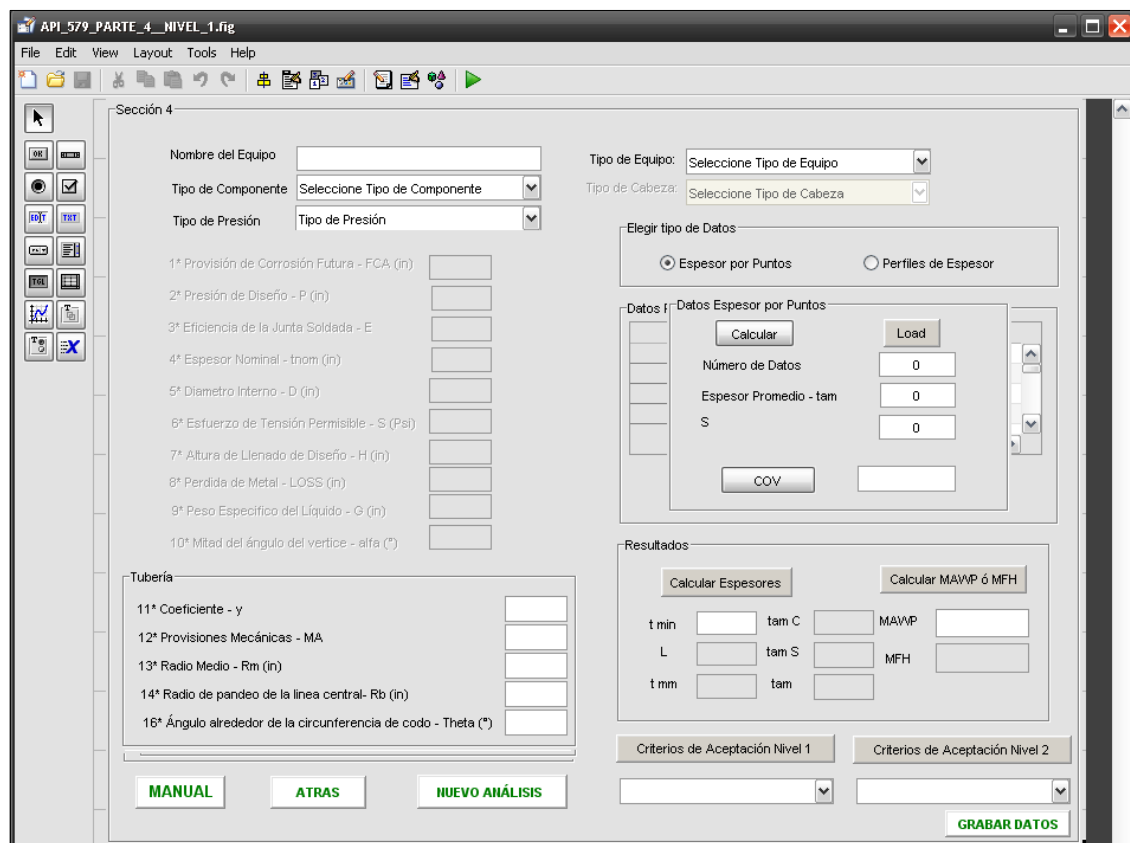 API_579_PARTE_4__NIVEL_1.fig
File Edit View Layout Tools Help
OK
EDIT TXT
TGL
Sección 4
Nombre del Equipo
Tipo de Componente Seleccione Tipo de Componente
Tipo de Presión Tipo de Presión
Tipo de Equipo: Seleccione Tipo de Equipo
Tipo de Cabeza: Seleccione Tipo de Cabeza
1* Provisión de Corrosión Futura - FCA (in)
2* Presión de Diseño - P (in)
3* Eficiencia de la Junta Soldada - E
4* Espesor Nominal - tnom (in)
5* Diametro Interno - D (in)
6* Esfuerzo de Tensión Permisible - S (Psi)
7* Altura de Llenado de Diseño - H (in)
8* Perdida de Metal - LOSS (in)
9* Peso Especifico del Líquido - G (in)
10* Mitad del ángulo del vertice - alfa (°)
Elegir tipo de Datos
Espesor por Puntos Perfiles de Espesor
Datos
Datos Espesor por Puntos
Calcular Load
Número de Datos 0
Espesor Promedio - tam 0
S 0
COV
Tubería
11* Coeficiente - y
12* Provisiones Mecánicas - MA
13* Radio Medio - Rm (in)
14* Radio de pandeo de la linea central- Rb (in)
16* Ángulo alrededor de la circunferencia de codo - Theta (°)
Resultados
Calcular Espesores Calcular MAWP ó MFH
t min tam C MAWP
L tam S MFH
t mm tam
Criterios de Aceptación Nivel 1 Criterios de Aceptación Nivel 2
MANUAL ATRAS NUEVO ANÁLISIS
GRABAR DATOS